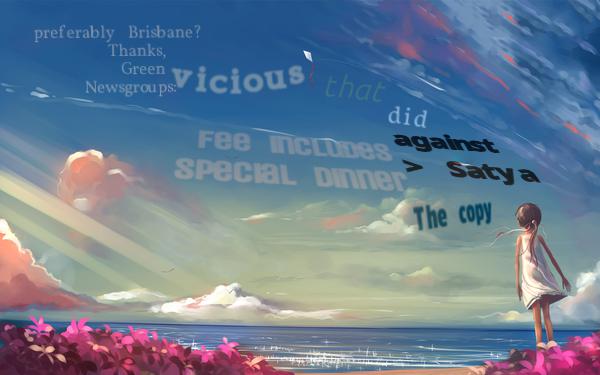 preferably Brisbane?
Thanks,
Green
Newsgroups:
vicious
that
did
Fee includes
special dinner
against
> Satya
The copy